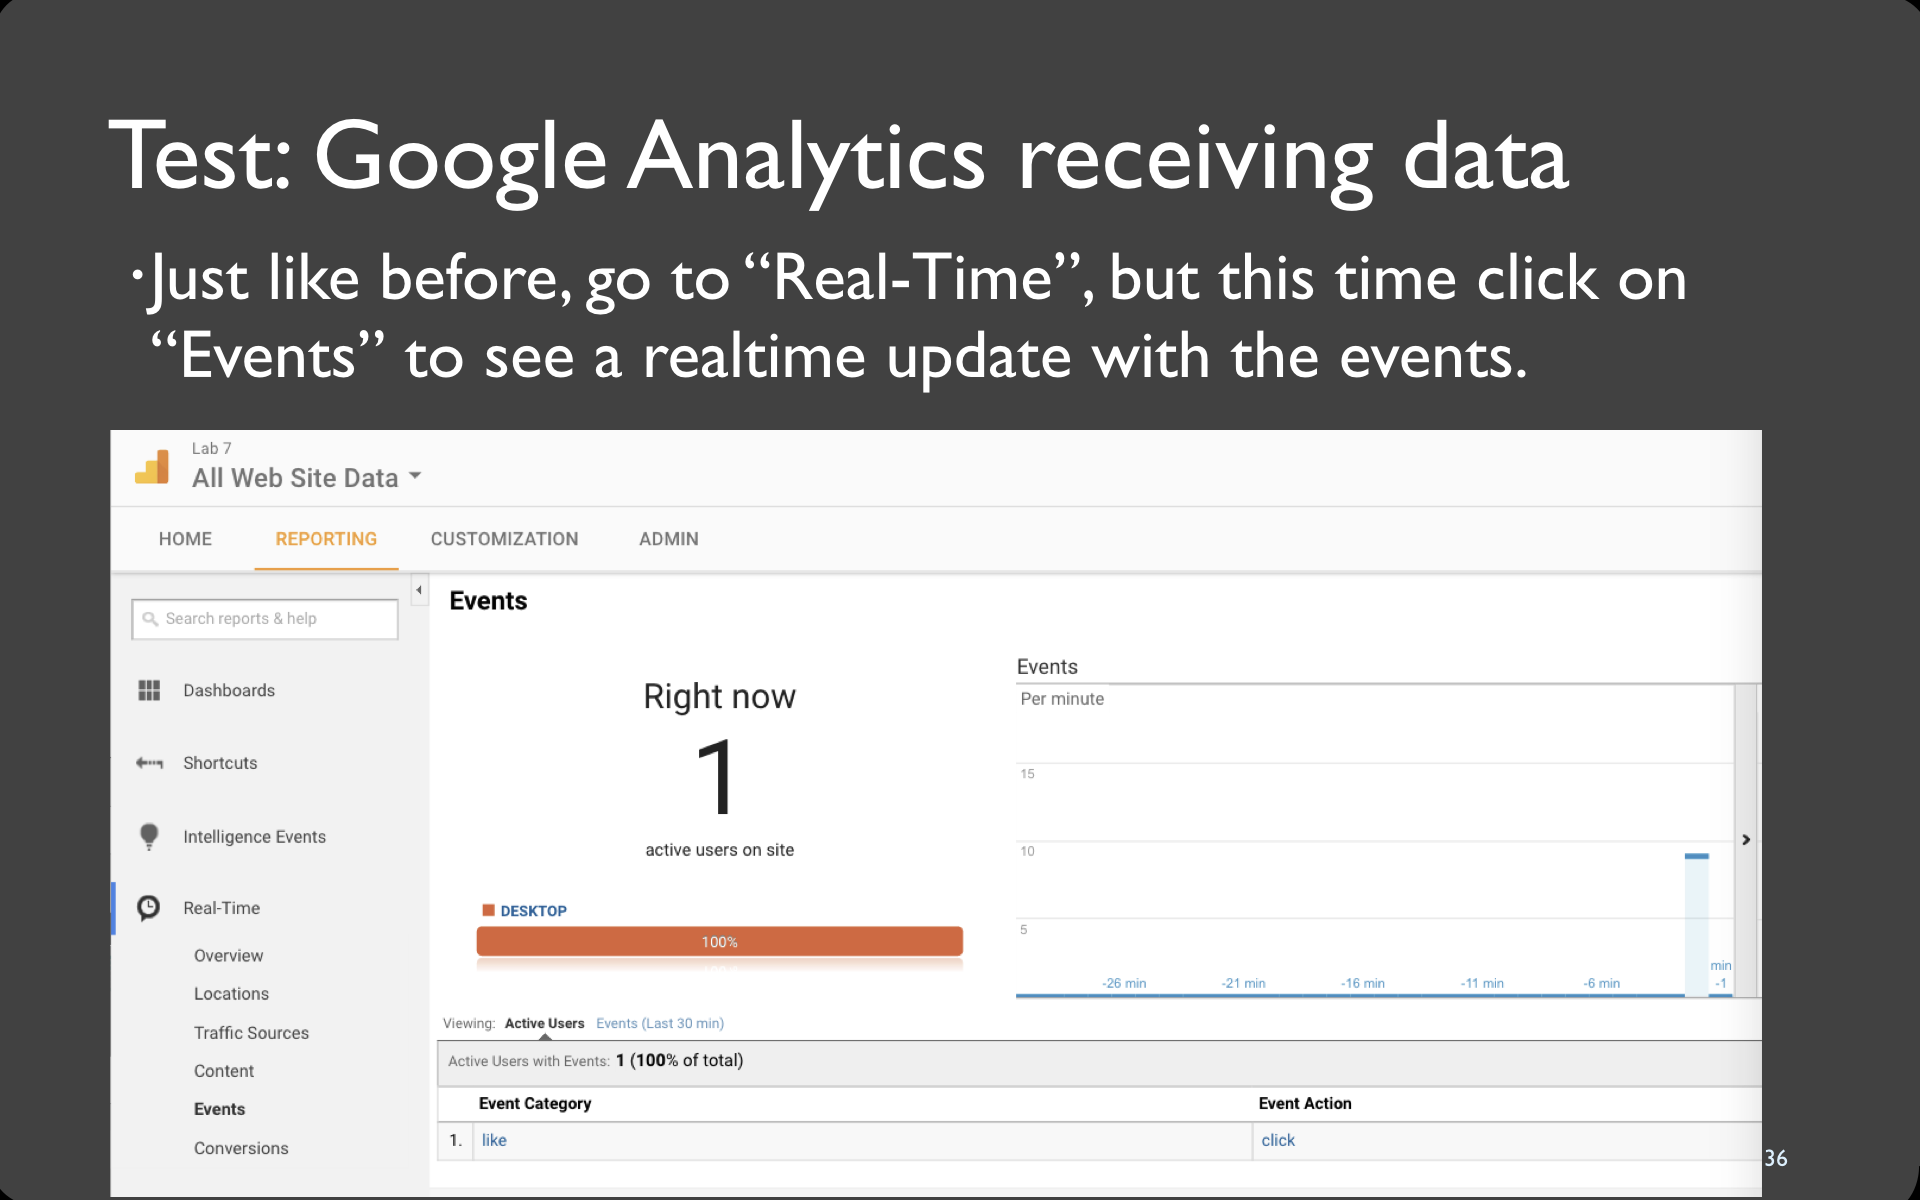 Test: Google Analytics receiving data
•Just like before, go to “Real-Time”, but this time click on
“Events” to see a realtime update with the events.
Lab 7
All Web Site Data
HOME
REPORTING
CUSTOMIZATION
ADMIN
Search reports & help
Dashboards
Shortcuts
Intelligence Events
Real-Time
Overview
Locations
Traffic Sources
Content
Events
Conversions
Events
Right now
1
active users on site
DESKTOP
100%
Events
Per minute
15
10
5
-26 min
-21 min
-16 min
-11 min
-6 min
min
-1
Viewing: Active Users Events (Last 30 min)
Active Users with Events: 1 (100% of total)
Event Category Event Action
1. like click
36